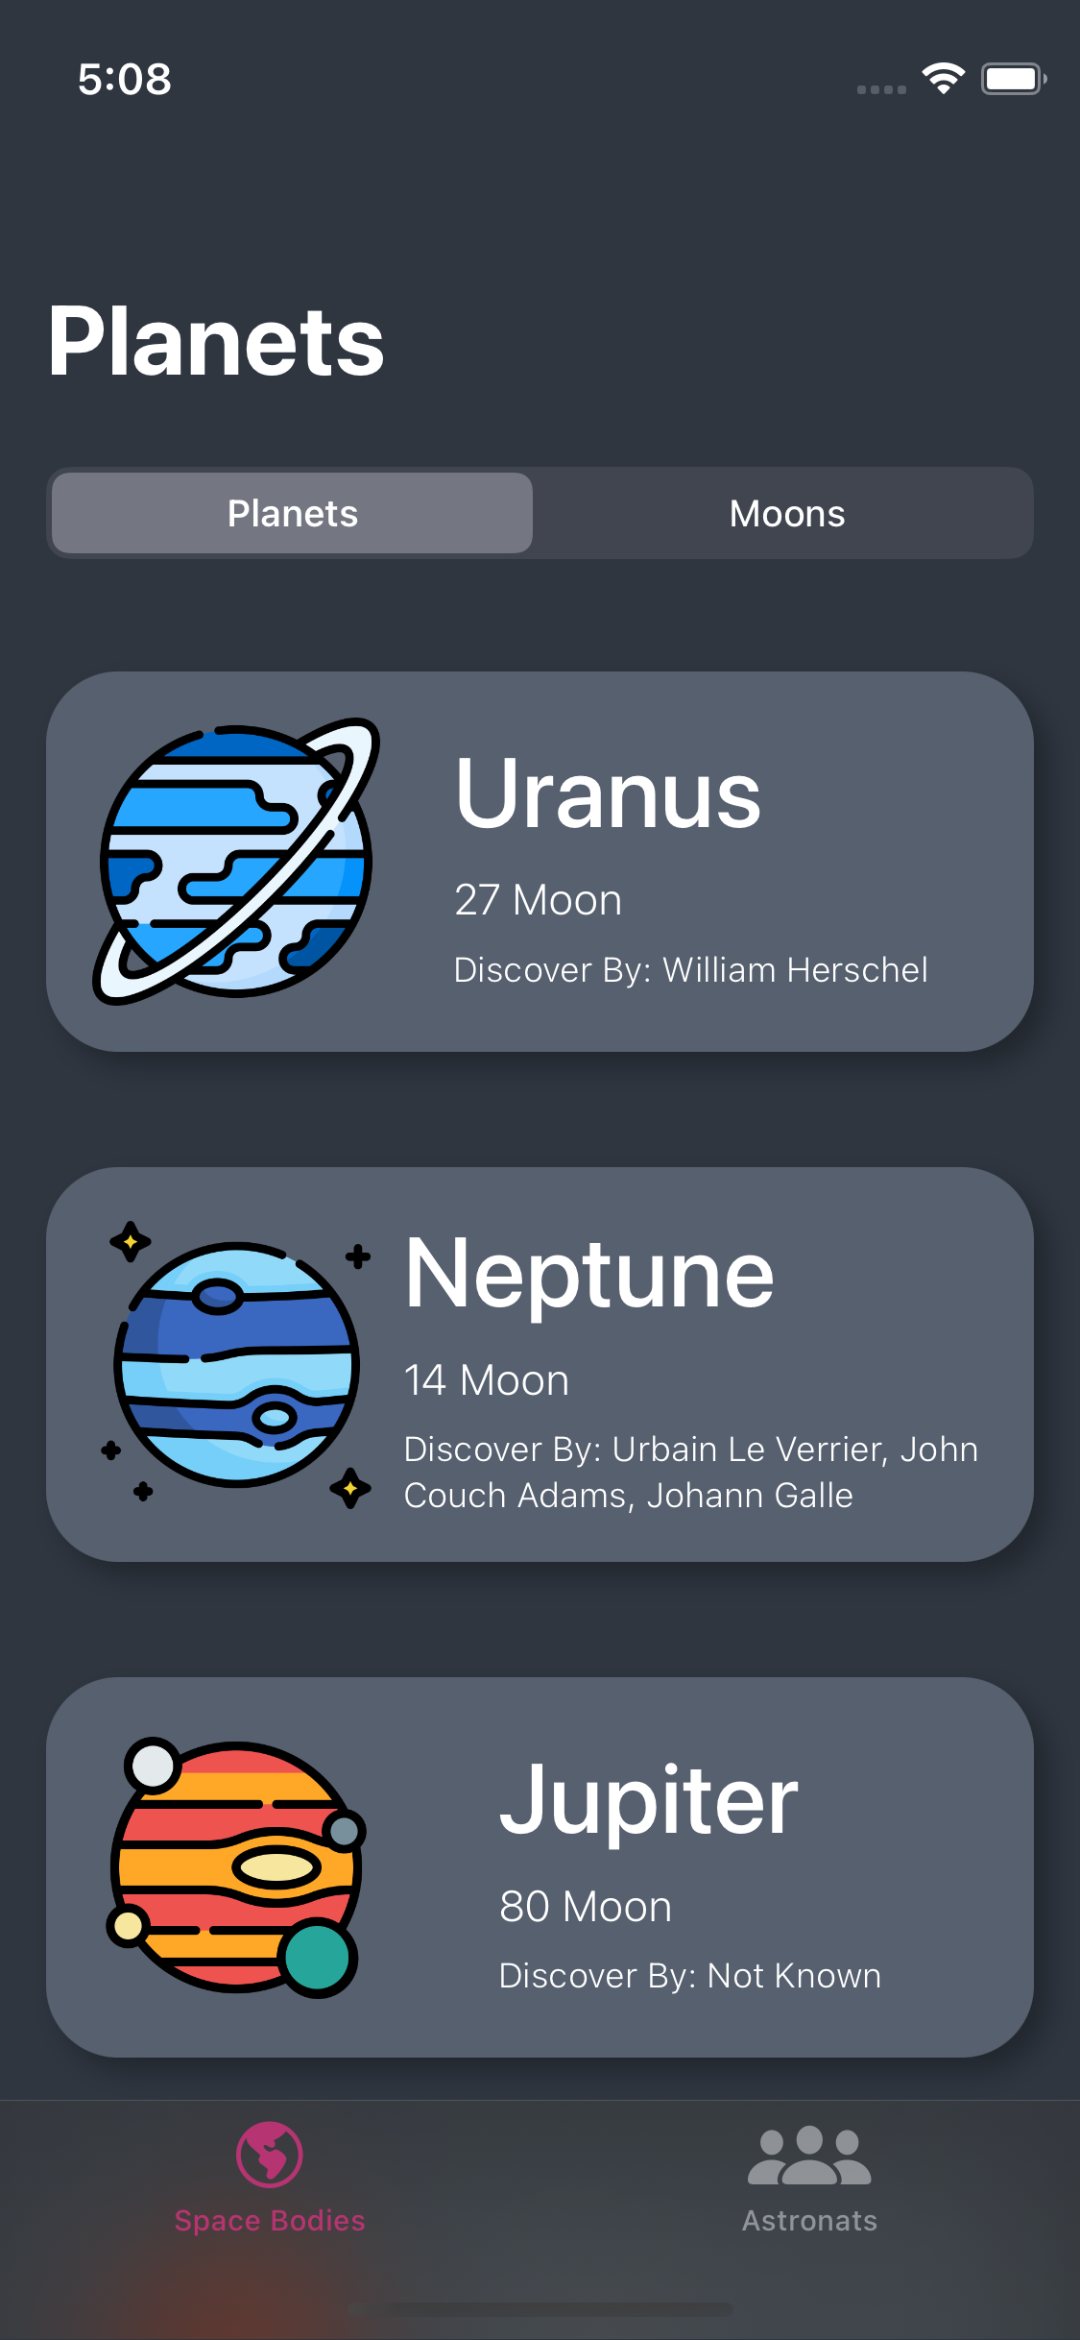 5:08
Planets
Planets
Moons
Uranus
27 Moon
Discover By: William Herschel
Neptune
14 Moon
Discover By: Urbain Le Verrier, John
Couch Adams, Johann Galle
Jupiter
80 Moon
Discover By: Not Known
Space Bodies
Astronats